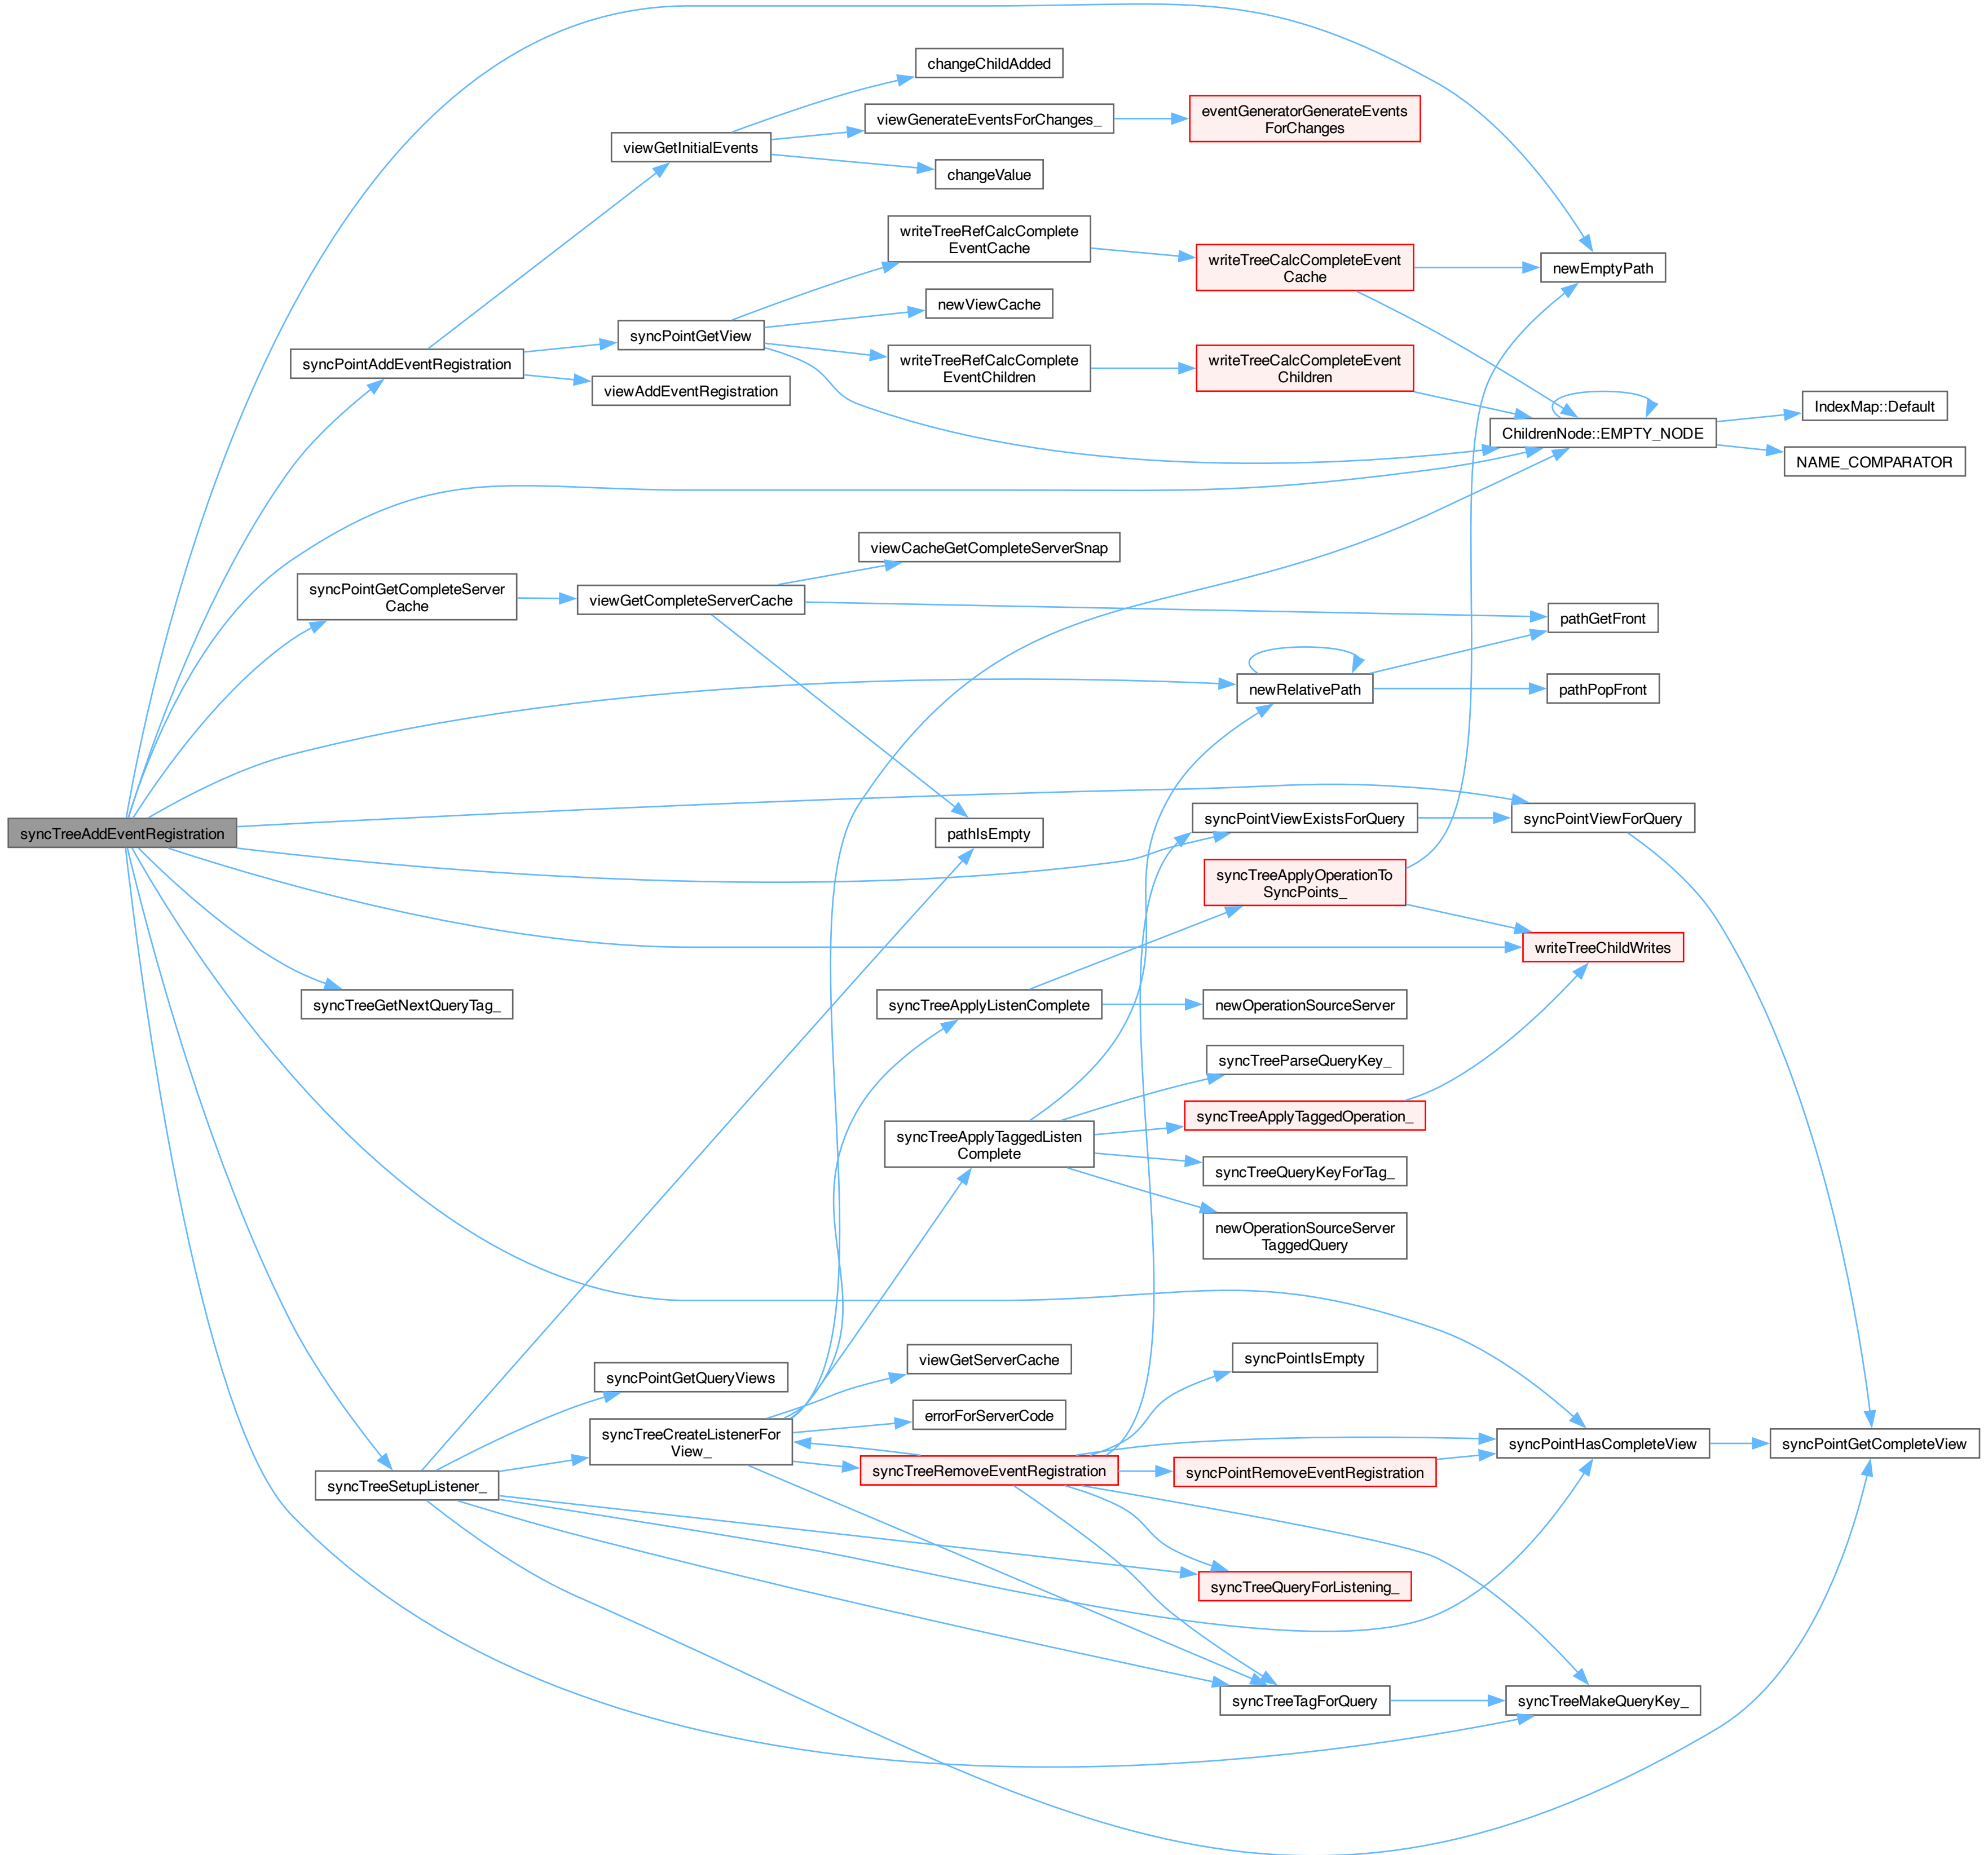 changeChildAdded
viewGenerateEventsForChanges_
eventGeneratorGenerateEvents
ForChanges
viewGetInitialEvents
changeValue
writeTreeRefCalcComplete
EventCache
writeTreeCalcCompleteEvent
Cache
newEmptyPath
newViewCache
syncPointGetView
syncPointAddEventRegistration
writeTreeRefCalcComplete
EventChildren
writeTreeCalcCompleteEvent
Children
viewAddEventRegistration
IndexMap::Default
ChildrenNode::EMPTY_NODE
NAME_COMPARATOR
viewCacheGetCompleteServerSnap
syncPointGetCompleteServer
Cache
viewGetCompleteServerCache
pathGetFront
newRelativePath
pathPopFront
syncTreeAddEventRegistration
pathIsEmpty
syncPointViewExistsForQuery
syncPointViewForQuery
syncTreeApplyOperationTo
SyncPoints_
writeTreeChildWrites
syncTreeGetNextQueryTag_
syncTreeApplyListenComplete
newOperationSourceServer
syncTreeParseQueryKey_
syncTreeApplyTaggedOperation_
syncTreeApplyTaggedListen
Complete
syncTreeQueryKeyForTag_
newOperationSourceServer
TaggedQuery
viewGetServerCache
syncPointIsEmpty
syncPointGetQueryViews
errorForServerCode
syncTreeCreateListenerFor
View_
syncPointHasCompleteView
syncPointGetCompleteView
syncTreeRemoveEventRegistration
syncPointRemoveEventRegistration
syncTreeSetupListener_
syncTreeQueryForListening_
syncTreeTagForQuery
syncTreeMakeQueryKey_